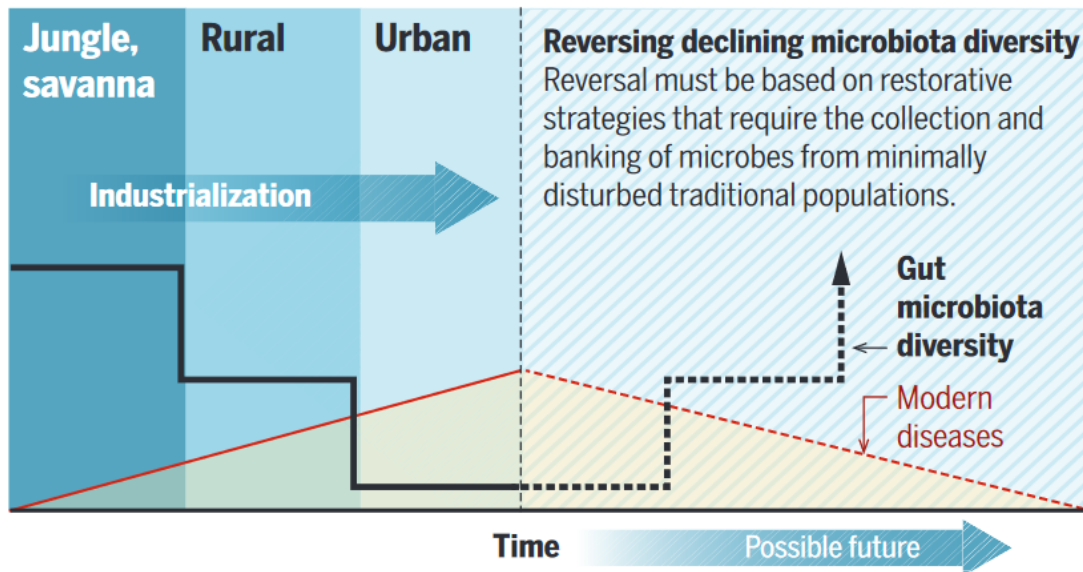 Jungle,
savanna
Rural
Urban
Industrialization
Reversing declining microbiota diversity
Reversal must be based on restorative
strategies that require the collection and
banking of microbes from minimally
disturbed traditional populations.
Gut
microbiota
diversity
Modern
diseases
Time
Possible future